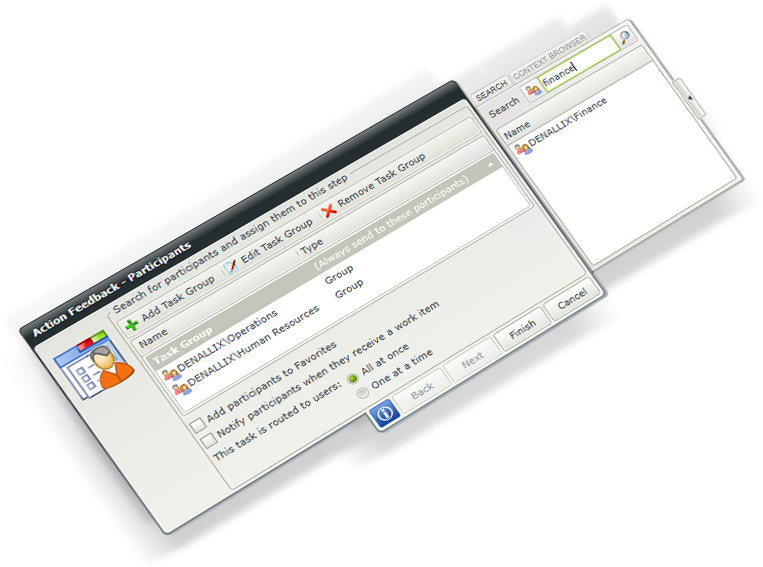 Action Feedback - Participants
Search for participants and assign them to this step
Add Task Group Edit Task Group Remove Task Group
Name Type
Task Group (Always send to these participants)
DENALLIX\Operations Group
DENALLIX\Human Resources Group
Add participants to Favorites
Notify participants when they receive a work item
This task is routed to users: All at once
One at a time
Back Next Finish Cancel
SEARCH CONTEXT BROWSER
Search finance
Name
DENALLIX\Finance